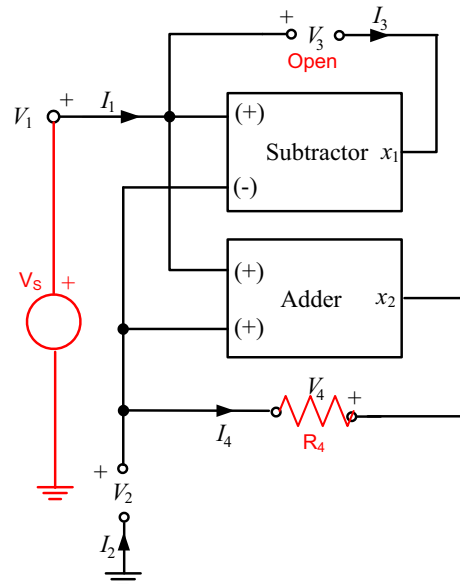 + V3 I3
Open
V1 + I1
(+)
Subtractor x1
(-)
(+)
Vs +
Adder x2
(+)
V4 +
I4 R4
+
V2
I2